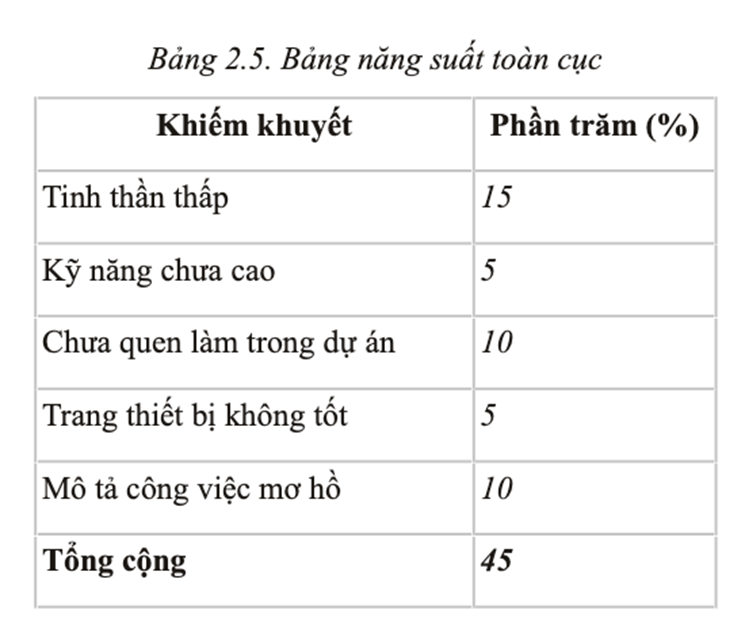 Bảng 2.5. Bảng năng suất toàn cục
Khiếm khuyết Phần trăm (%)
Tinh thần thấp 15
Kỹ năng chưa cao 5
Chưa quen làm trong dự án 10
Trang thiết bị không tốt 5
Mô tả công việc mơ hồ 10
Tổng cộng 45